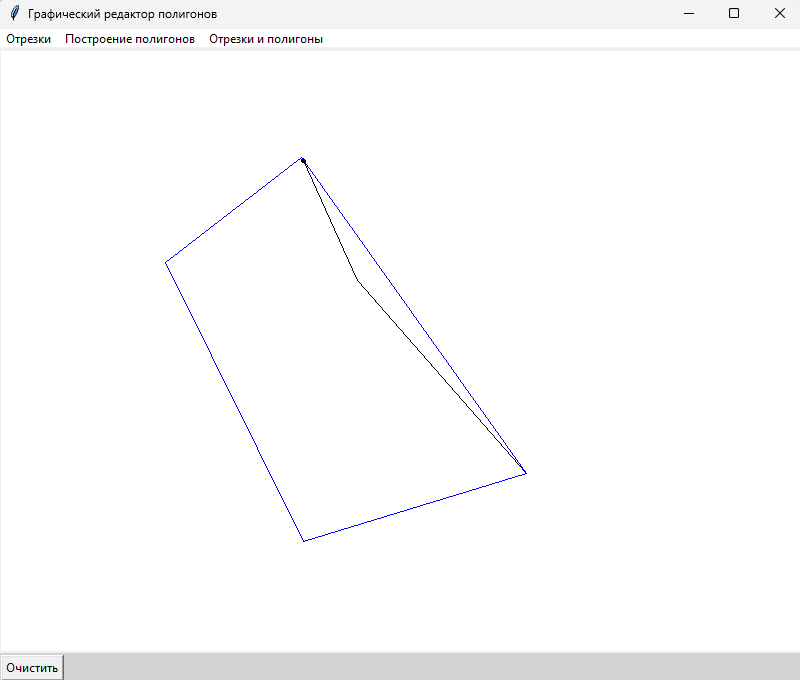 Графический редактор полигонов
Отрезки Построение полигонов Отрезки и полигоны
Очистить